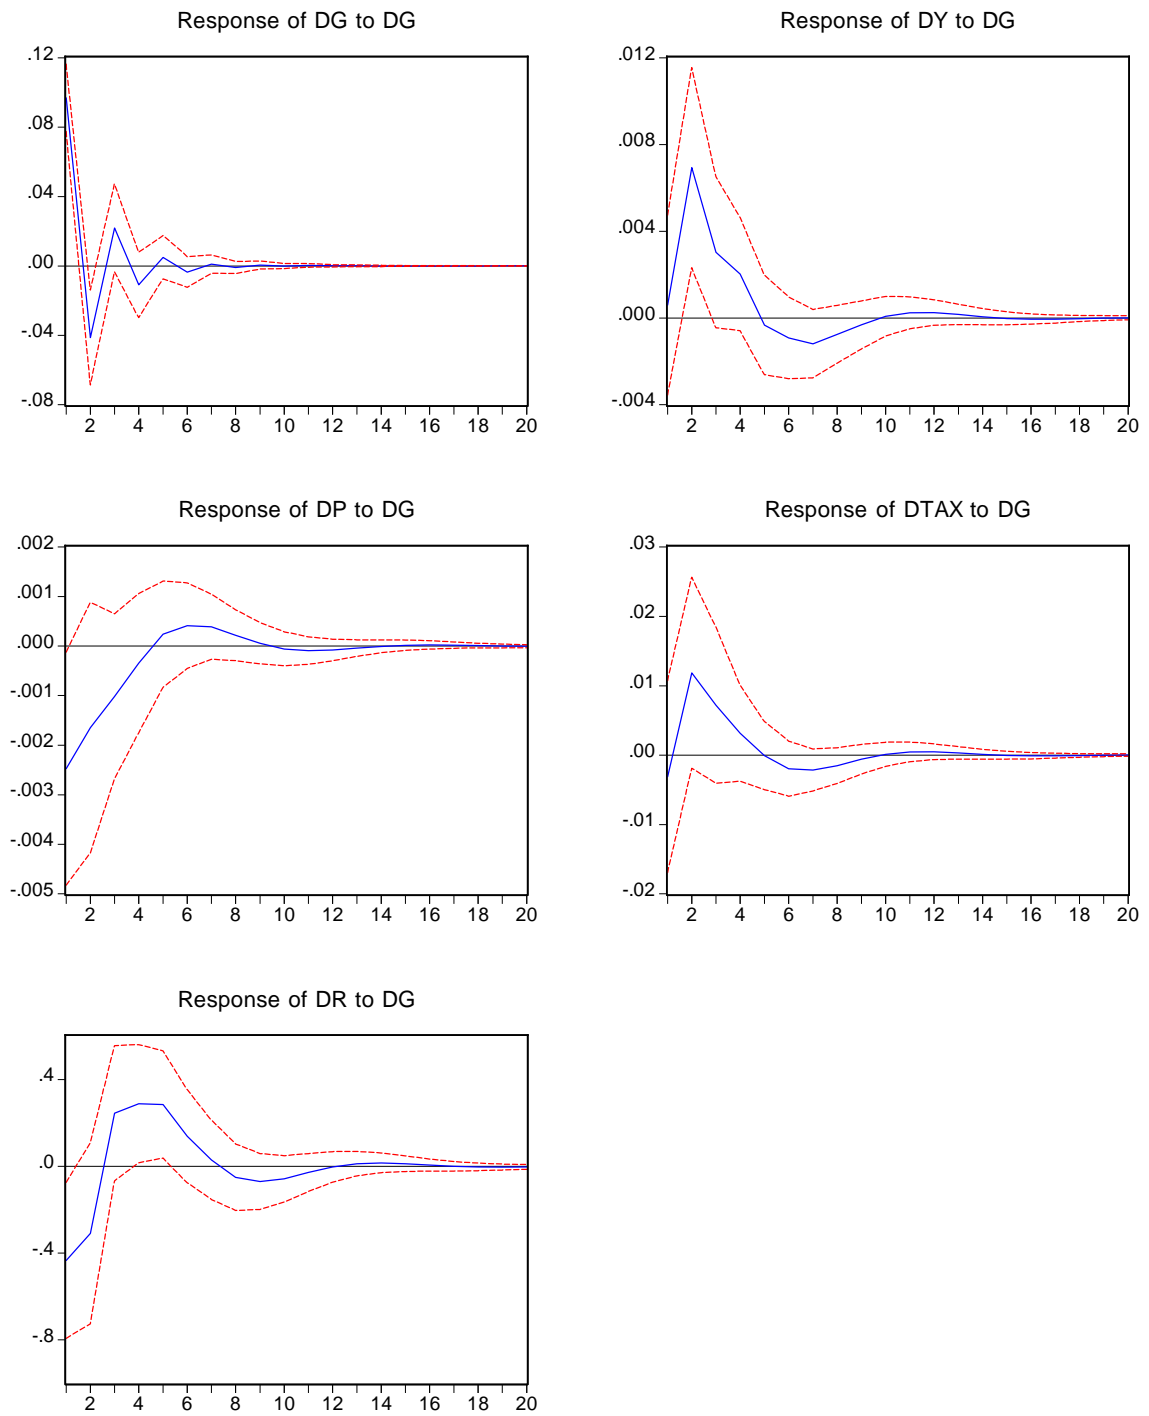 Response of DG to DG
.12
.08
.04
.00
-.04
-.08
2 4 6 8 10 12 14 16 18 20
Response of DY to DG
.012
.008
.004
.000
-.004
2 4 6 8 10 12 14 16 18 20
Response of DP to DG
.002
.001
.000
-.001
-.002
-.003
-.004
-.005
2 4 6 8 10 12 14 16 18 20
Response of DTAX to DG
.03
.02
.01
.00
-.01
-.02
2 4 6 8 10 12 14 16 18 20
Response of DR to DG
.4
.0
-.4
-.8
2 4 6 8 10 12 14 16 18 20